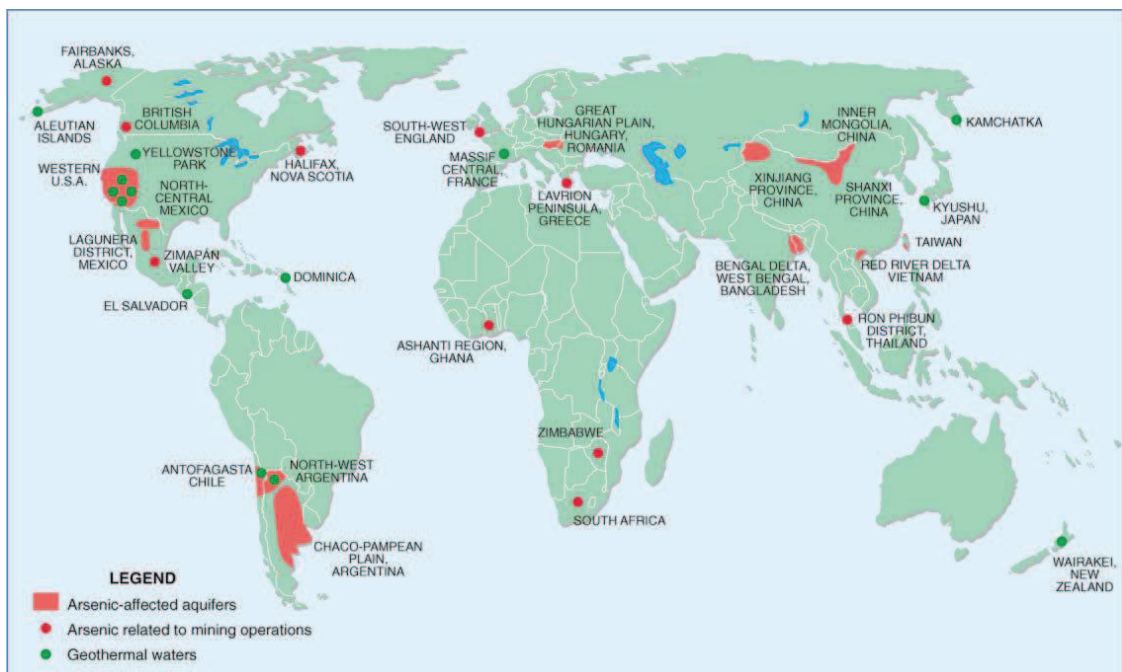 FAIRBANKS,
ALASKA
ALEUTIAN
ISLANDS
BRITISH
COLUMBIA
YELLOWSTONE
PARK
WESTERN
U.S.A.
NORTH-
CENTRAL
MEXICO
HALIFAX,
NOVA SCOTIA
LAGUNERA
DISTRICT,
MEXICO
ZIMAPÁN
VALLEY
EL SALVADOR
DOMINICA
SOUTH-WEST
ENGLAND
GREAT
HUNGARIAN PLAIN,
HUNGARY,
ROMANIA
MASSIF
CENTRAL,
FRANCE
LAVRION
PENINSULA,
GREECE
INNER
MONGOLIA,
CHINA
KAMCHATKA
XINJIANG
PROVINCE,
CHINA
SHANXI
PROVINCE,
CHINA
KYUSHU,
JAPAN
TAIWAN
BENGAL DELTA,
WEST BENGAL,
BANGLADESH
RED RIVER DELTA
VIETNAM
RON PHIBUN
DISTRICT,
THAILAND
ASHANTI REGION,
GHANA
ZIMBABWE
SOUTH AFRICA
ANTOFAGASTA
CHILE
NORTH-WEST
ARGENTINA
CHACO-PAMPEAN
PLAIN,
ARGENTINA
WAIRAKEI,
NEW
ZEALAND
LEGEND
Arsenic-affected aquifers
Arsenic related to mining operations
Geothermal waters